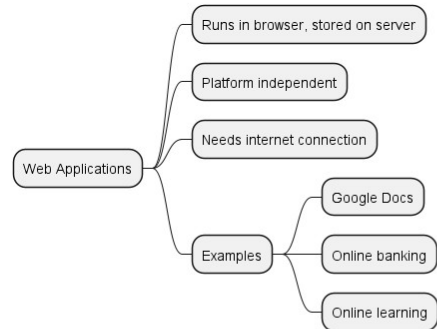 Runs in browser, stored on server
Platform independent
Needs internet connection
Web Applications
Google Docs
Examples
Online banking
Online learning